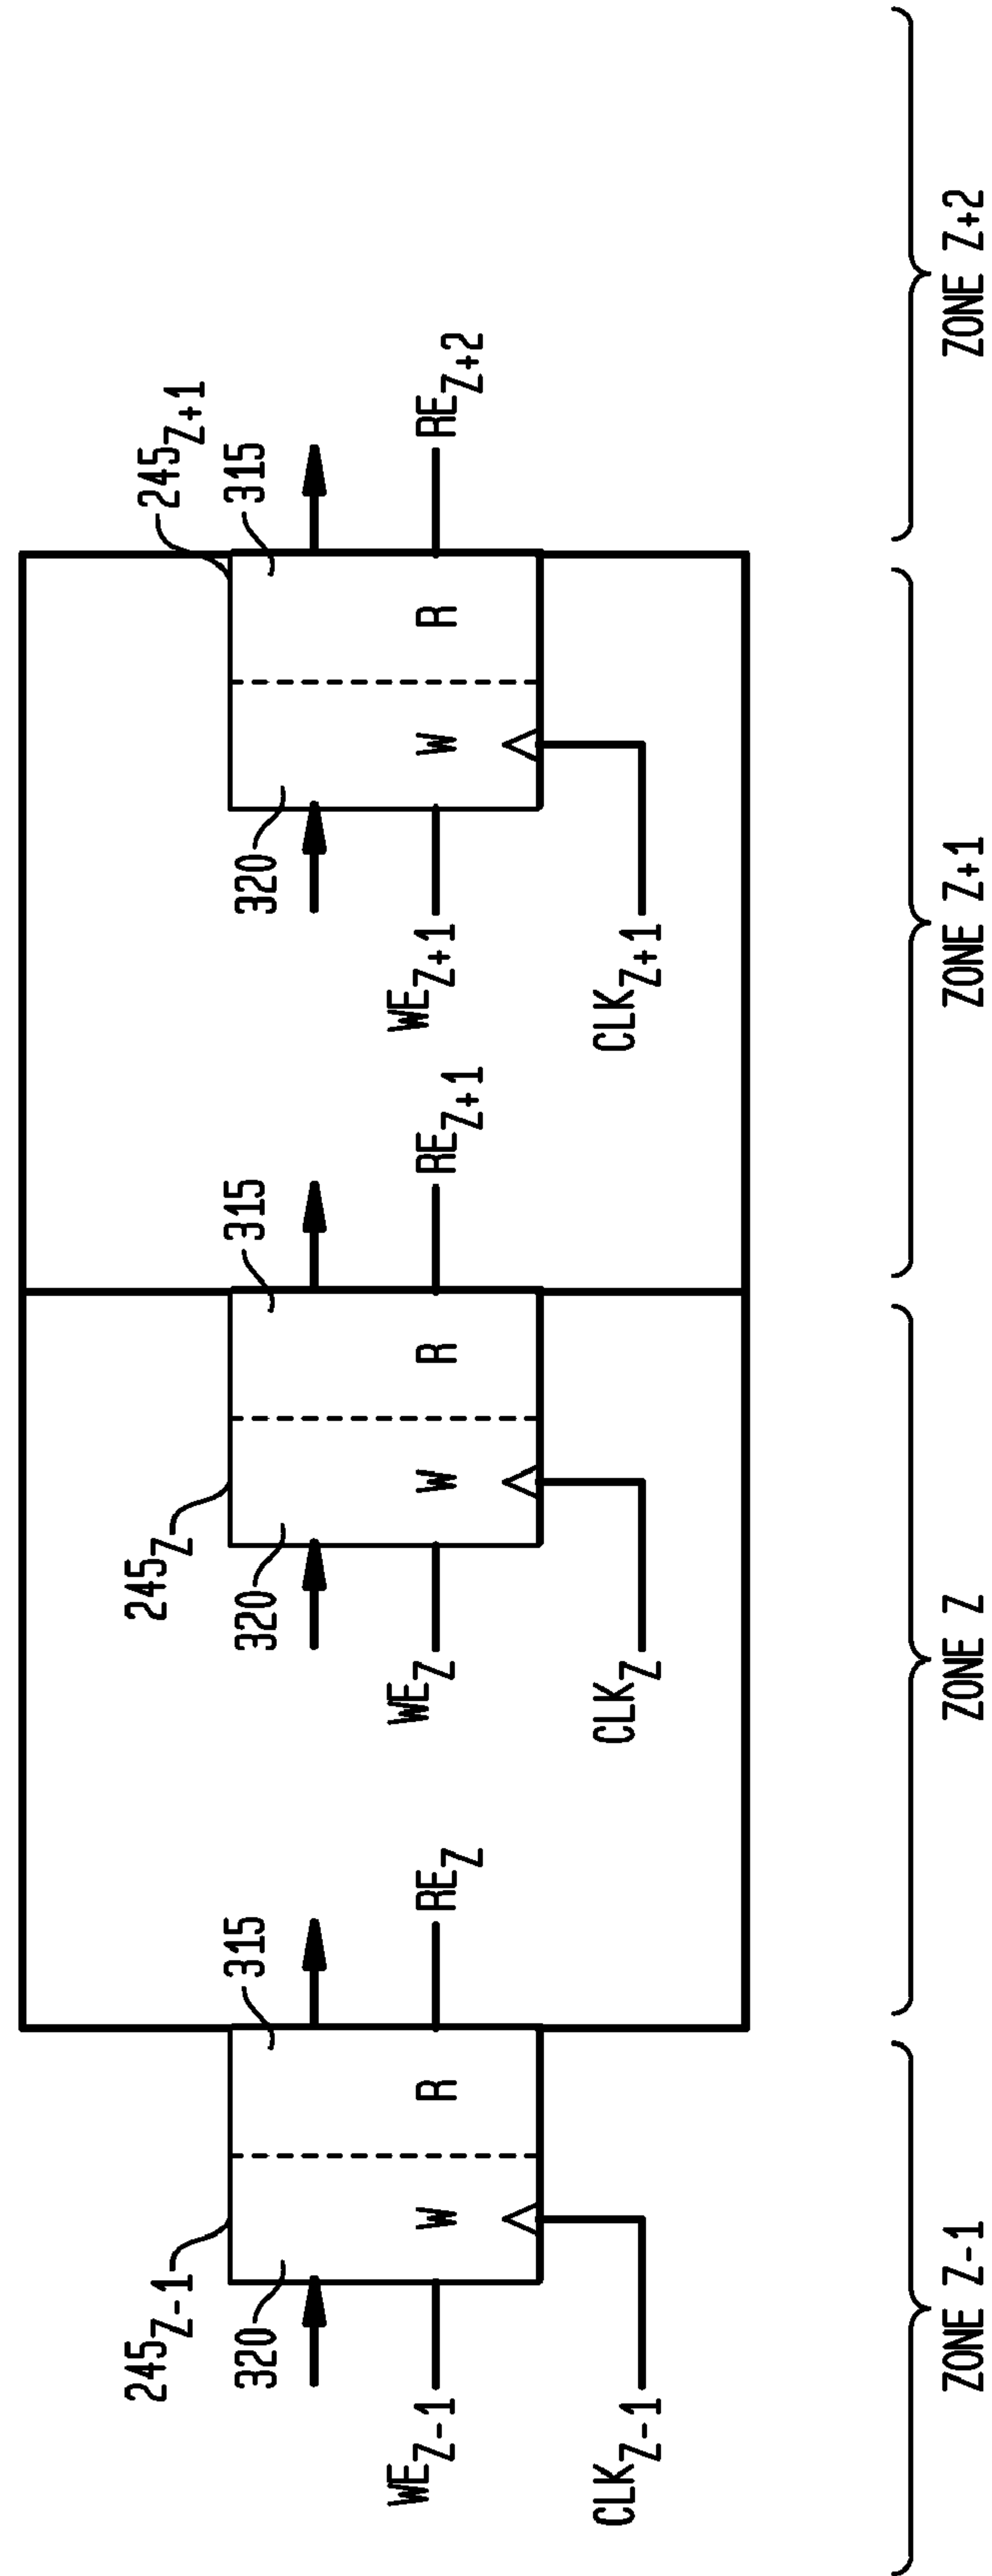 245Z-1
315
245Z
315
245Z+1
315
320
320
320
W R
W R
W R
WEZ-1
REZ
WEZ
REZ+1
WEZ+1
REZ+2
CLKZ-1
CLKZ
CLKZ+1
ZONE Z-1
ZONE Z
ZONE Z+1
ZONE Z+2